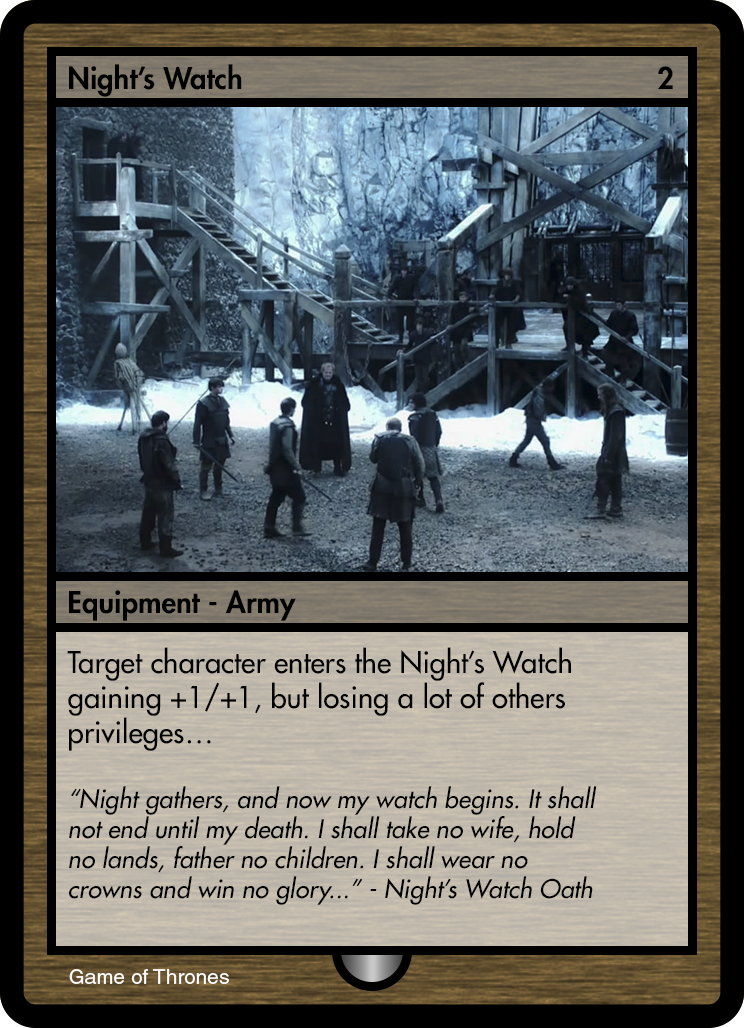 Night's Watch 2
Equipment - Army
Target character enters the Night's Watch
gaining +1/+1, but losing a lot of others
privileges…
“Night gathers, and now my watch begins. It shall
not end until my death. I shall take no wife, hold
no lands, father no children. I shall wear no
crowns and win no glory...” - Night's Watch Oath
Game of Thrones